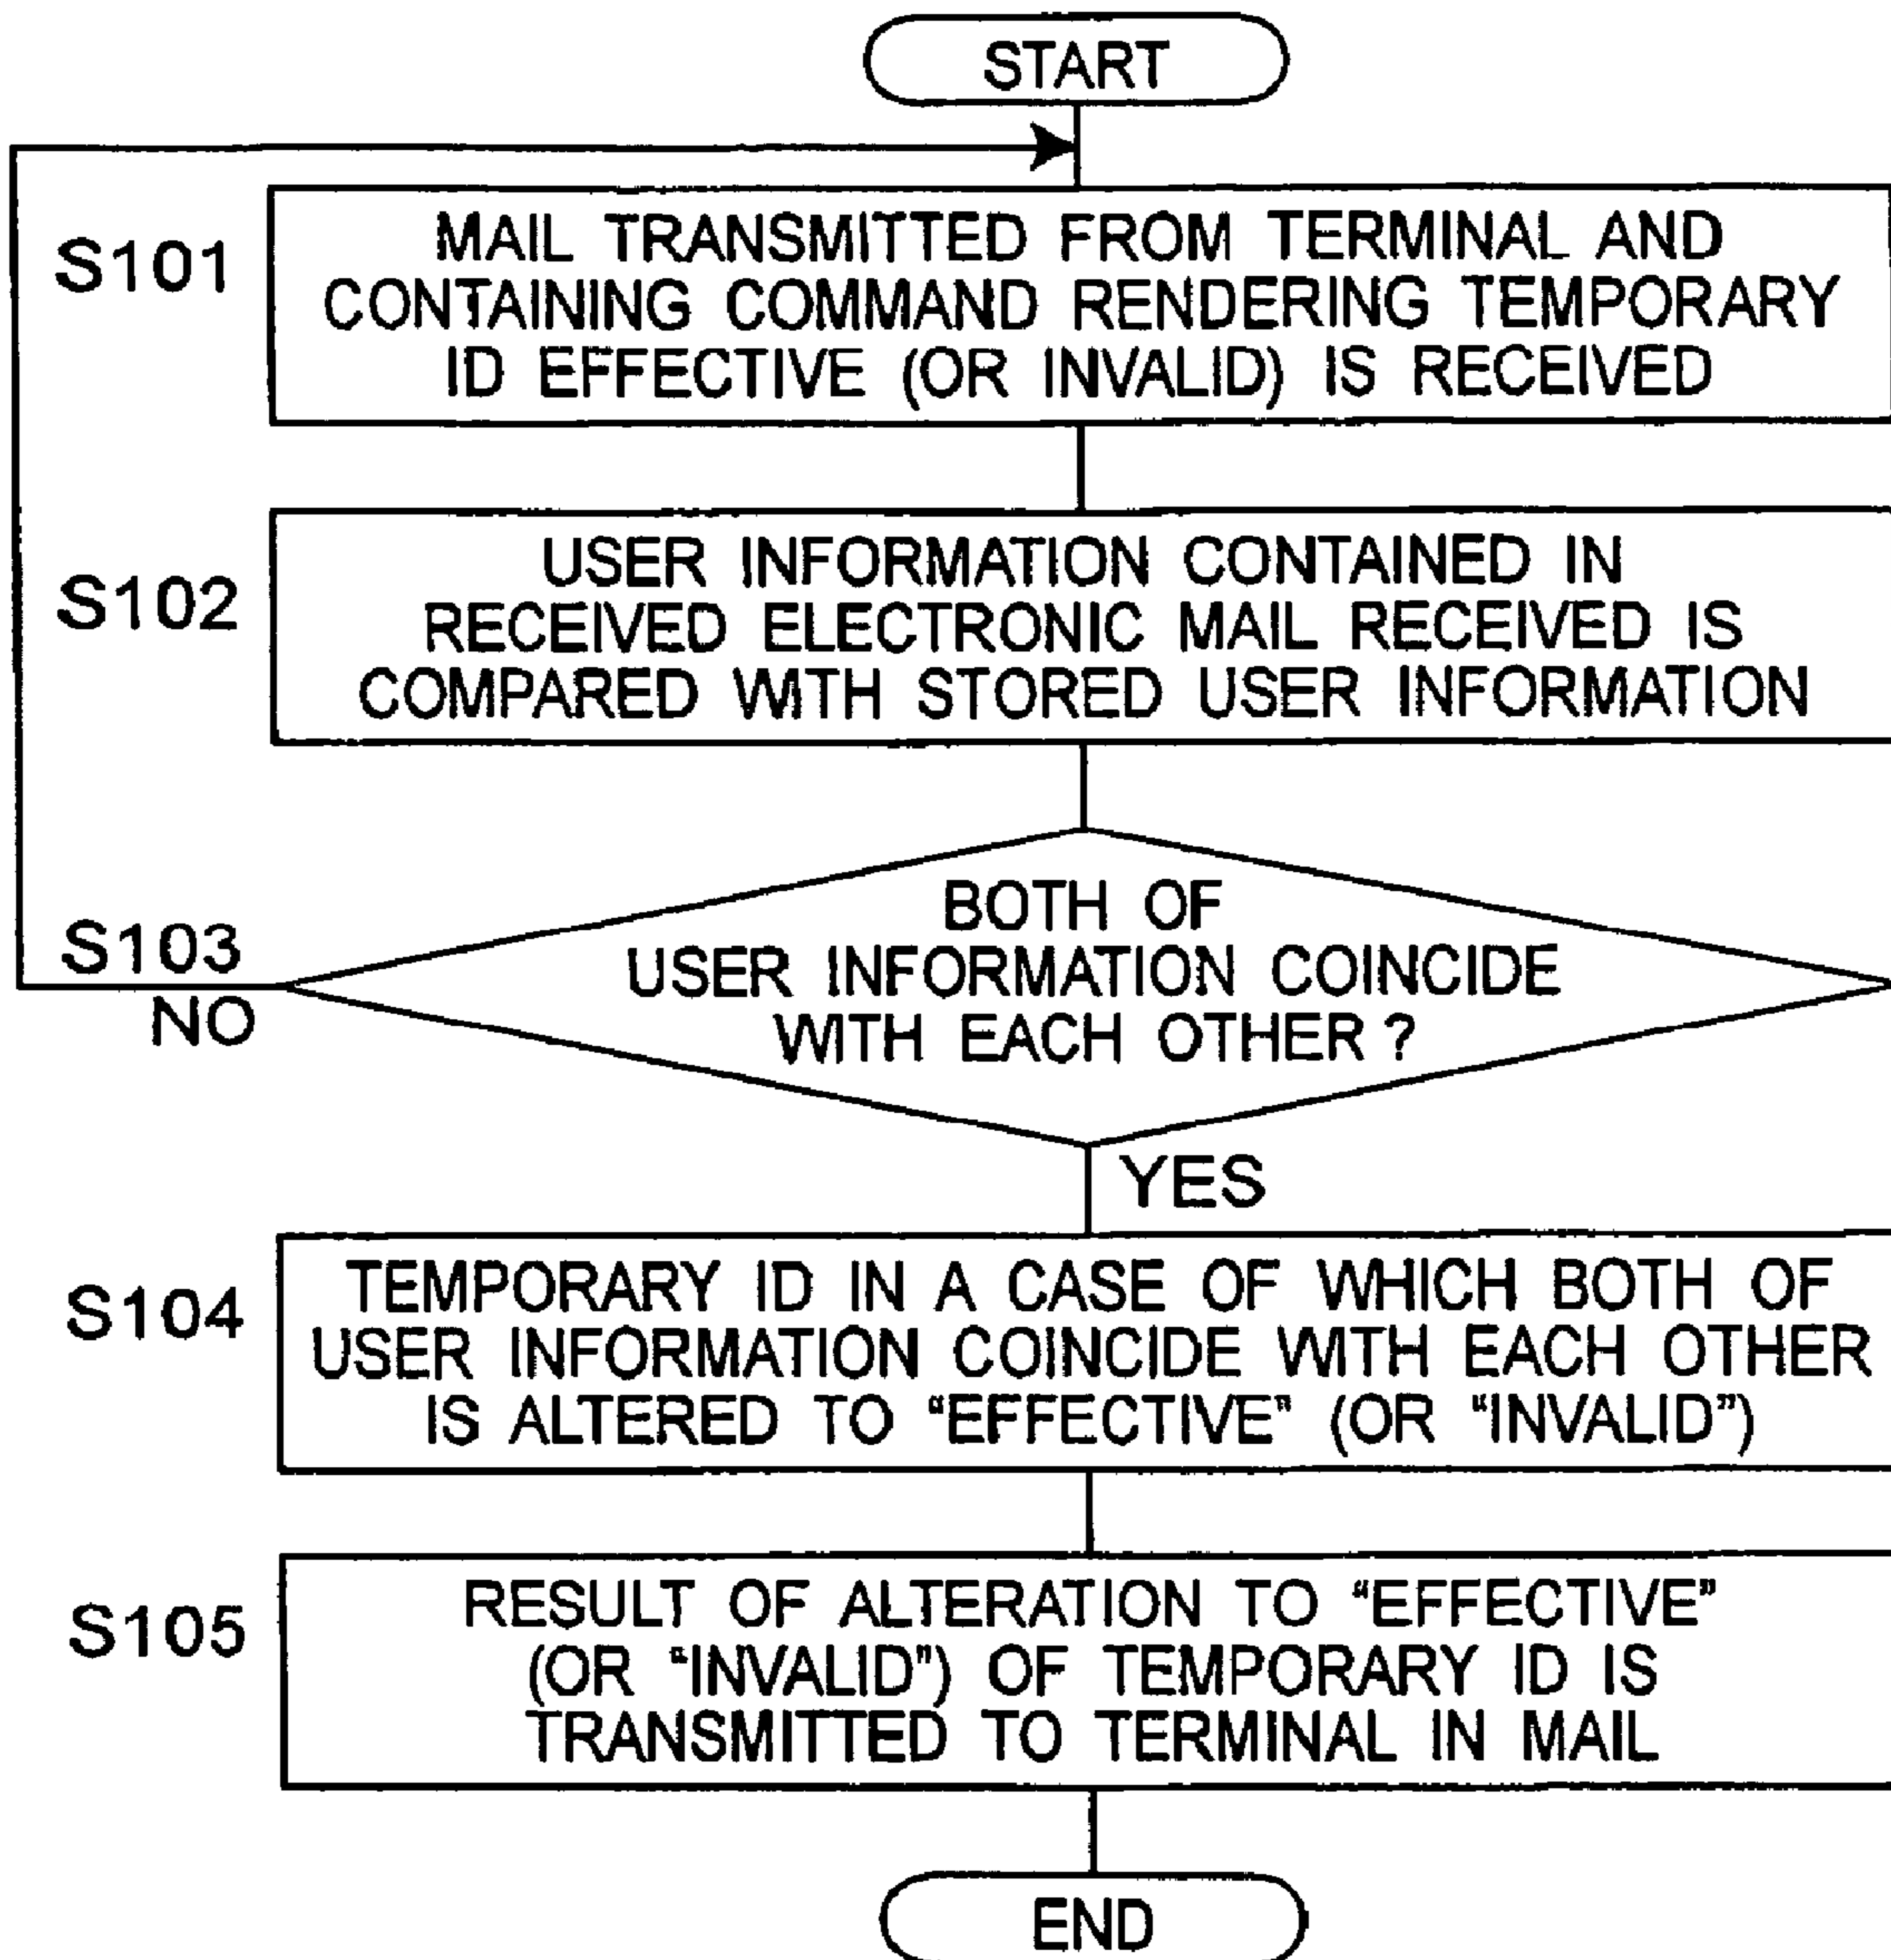 START
S101
MAIL TRANSMITTED FROM TERMINAL AND
CONTAINING COMMAND RENDERING TEMPORARY
ID EFFECTIVE (OR INVALID) IS RECEIVED
S102
USER INFORMATION CONTAINED IN
RECEIVED ELECTRONIC MAIL RECEIVED IS
COMPARED WITH STORED USER INFORMATION
S103
NO
BOTH OF
USER INFORMATION COINCIDE
WITH EACH OTHER ?
YES
S104
TEMPORARY ID IN A CASE OF WHICH BOTH OF
USER INFORMATION COINCIDE WITH EACH OTHER
IS ALTERED TO “EFFECTIVE” (OR “INVALID”)
S105
RESULT OF ALTERATION TO “EFFECTIVE”
(OR “INVALID”) OF TEMPORARY ID IS
TRANSMITTED TO TERMINAL IN MAIL
END